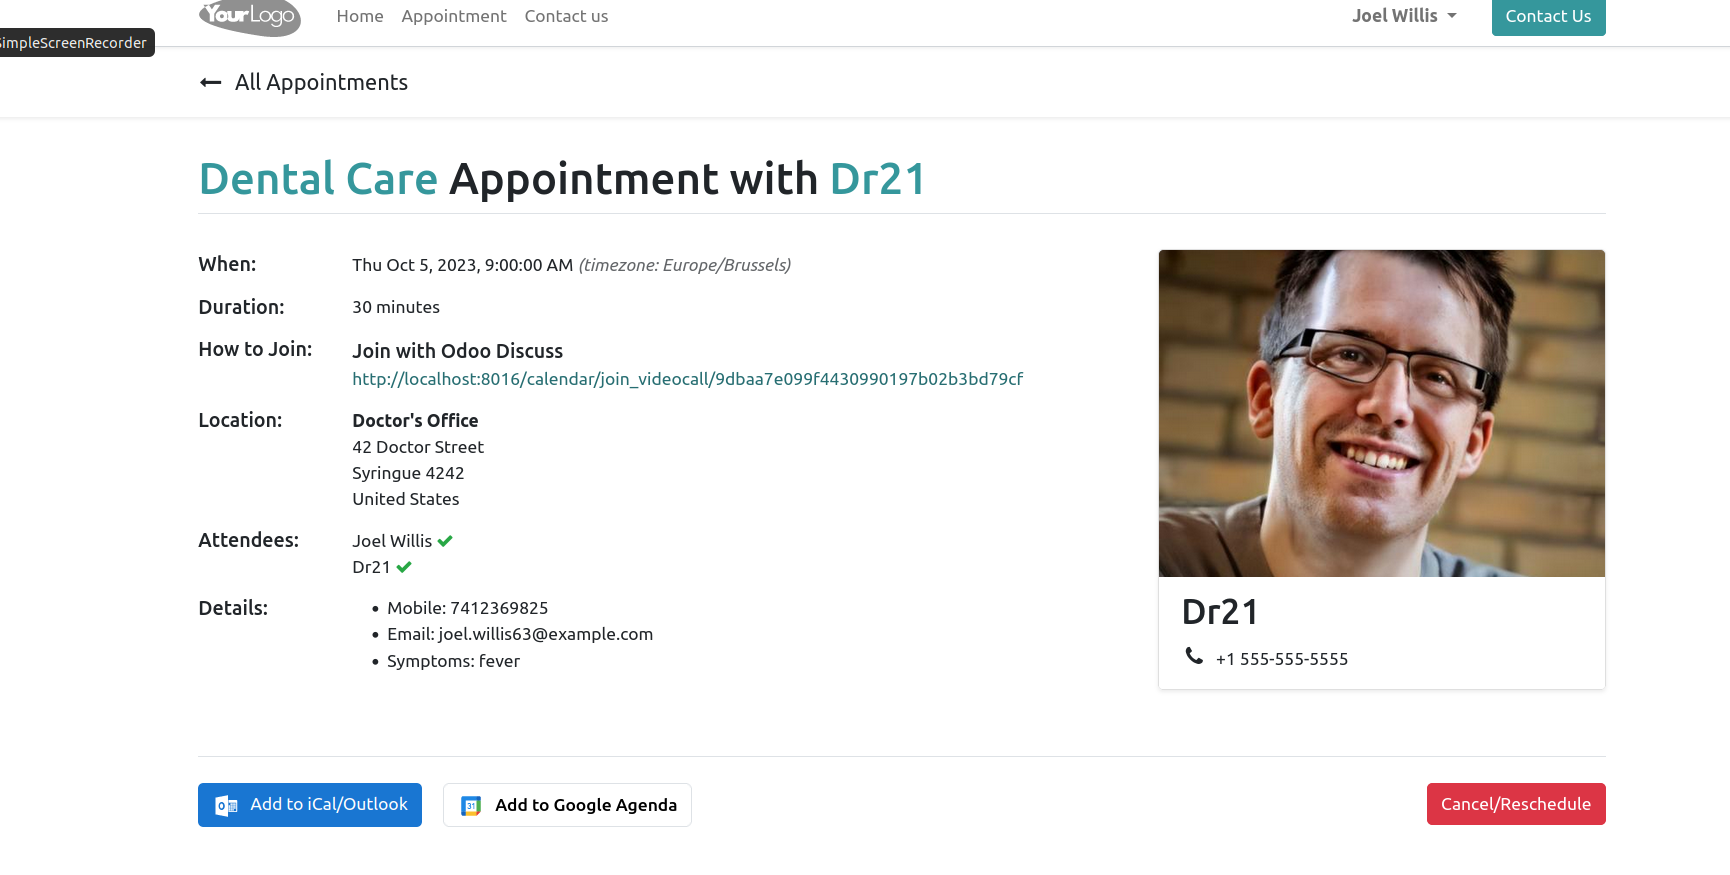 YourLogo
Home Appointment Contact us Joel Willis Contact Us
SimpleScreenRecorder
All Appointments
Dental Care Appointment with Dr21
When: Thu Oct 5, 2023, 9:00:00 AM (timezone: Europe/Brussels)
Duration: 30 minutes
How to Join: Join with Odoo Discuss
http://localhost:8016/calendar/join_videocall/9dbaa7e099f4430990197b02b3bd79cf
Location: Doctor's Office
42 Doctor Street
Syringue 4242
United States
Attendees: Joel Willis
Dr21
Details: • Mobile: 7412369825
• Email: joel.willis63@example.com
• Symptoms: fever
Dr21
+1 555-555-5555
Add to iCal/Outlook
31 Add to Google Agenda
Cancel/Reschedule